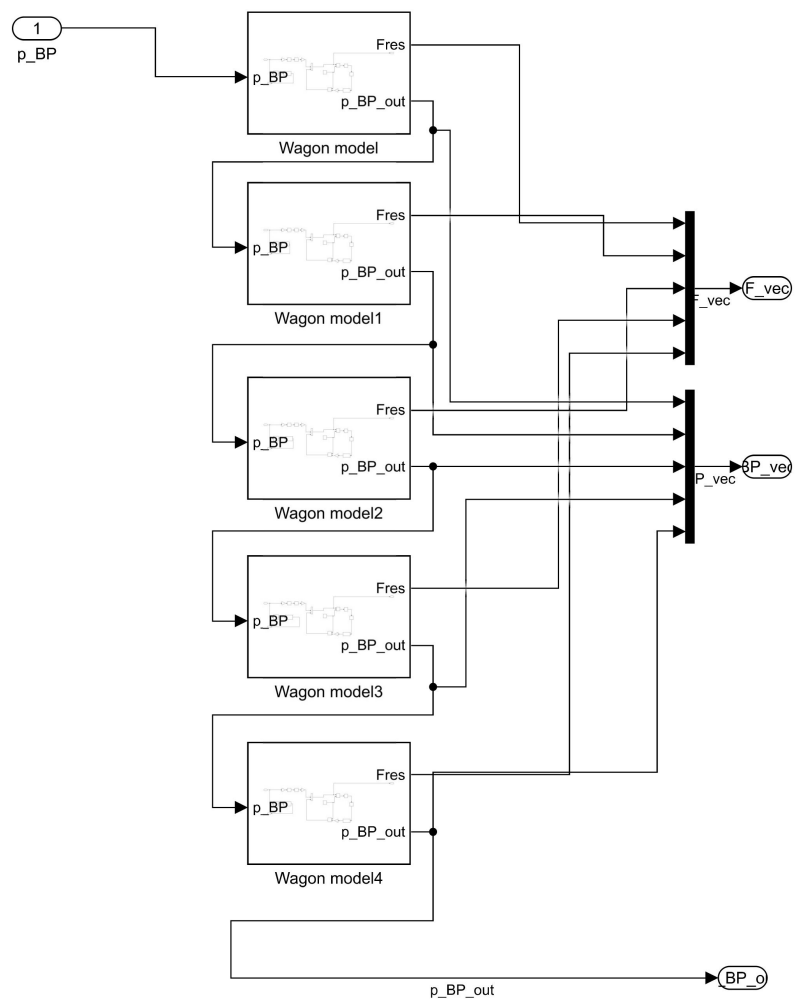 1
p_BP
Fres
p_BP
p_BP_out
Wagon model
Fres
p_BP
p_BP_out
Wagon model1
F_vec
F_vec
Fres
p_BP
p_BP_out
Wagon model2
BP_vec
P_vec
Fres
p_BP
p_BP_out
Wagon model3
Fres
p_BP
p_BP_out
Wagon model4
_BP_o
p_BP_out